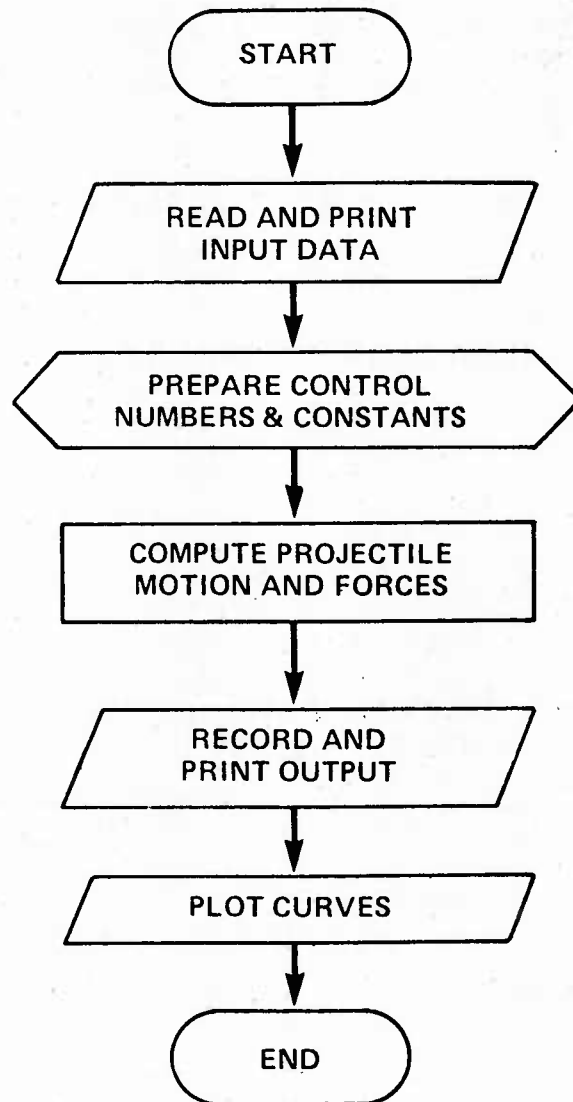 START
READ AND PRINT
INPUT DATA
PREPARE CONTROL
NUMBERS & CONSTANTS
COMPUTE PROJECTILE
MOTION AND FORCES
RECORD AND
PRINT OUTPUT
PLOT CURVES
END